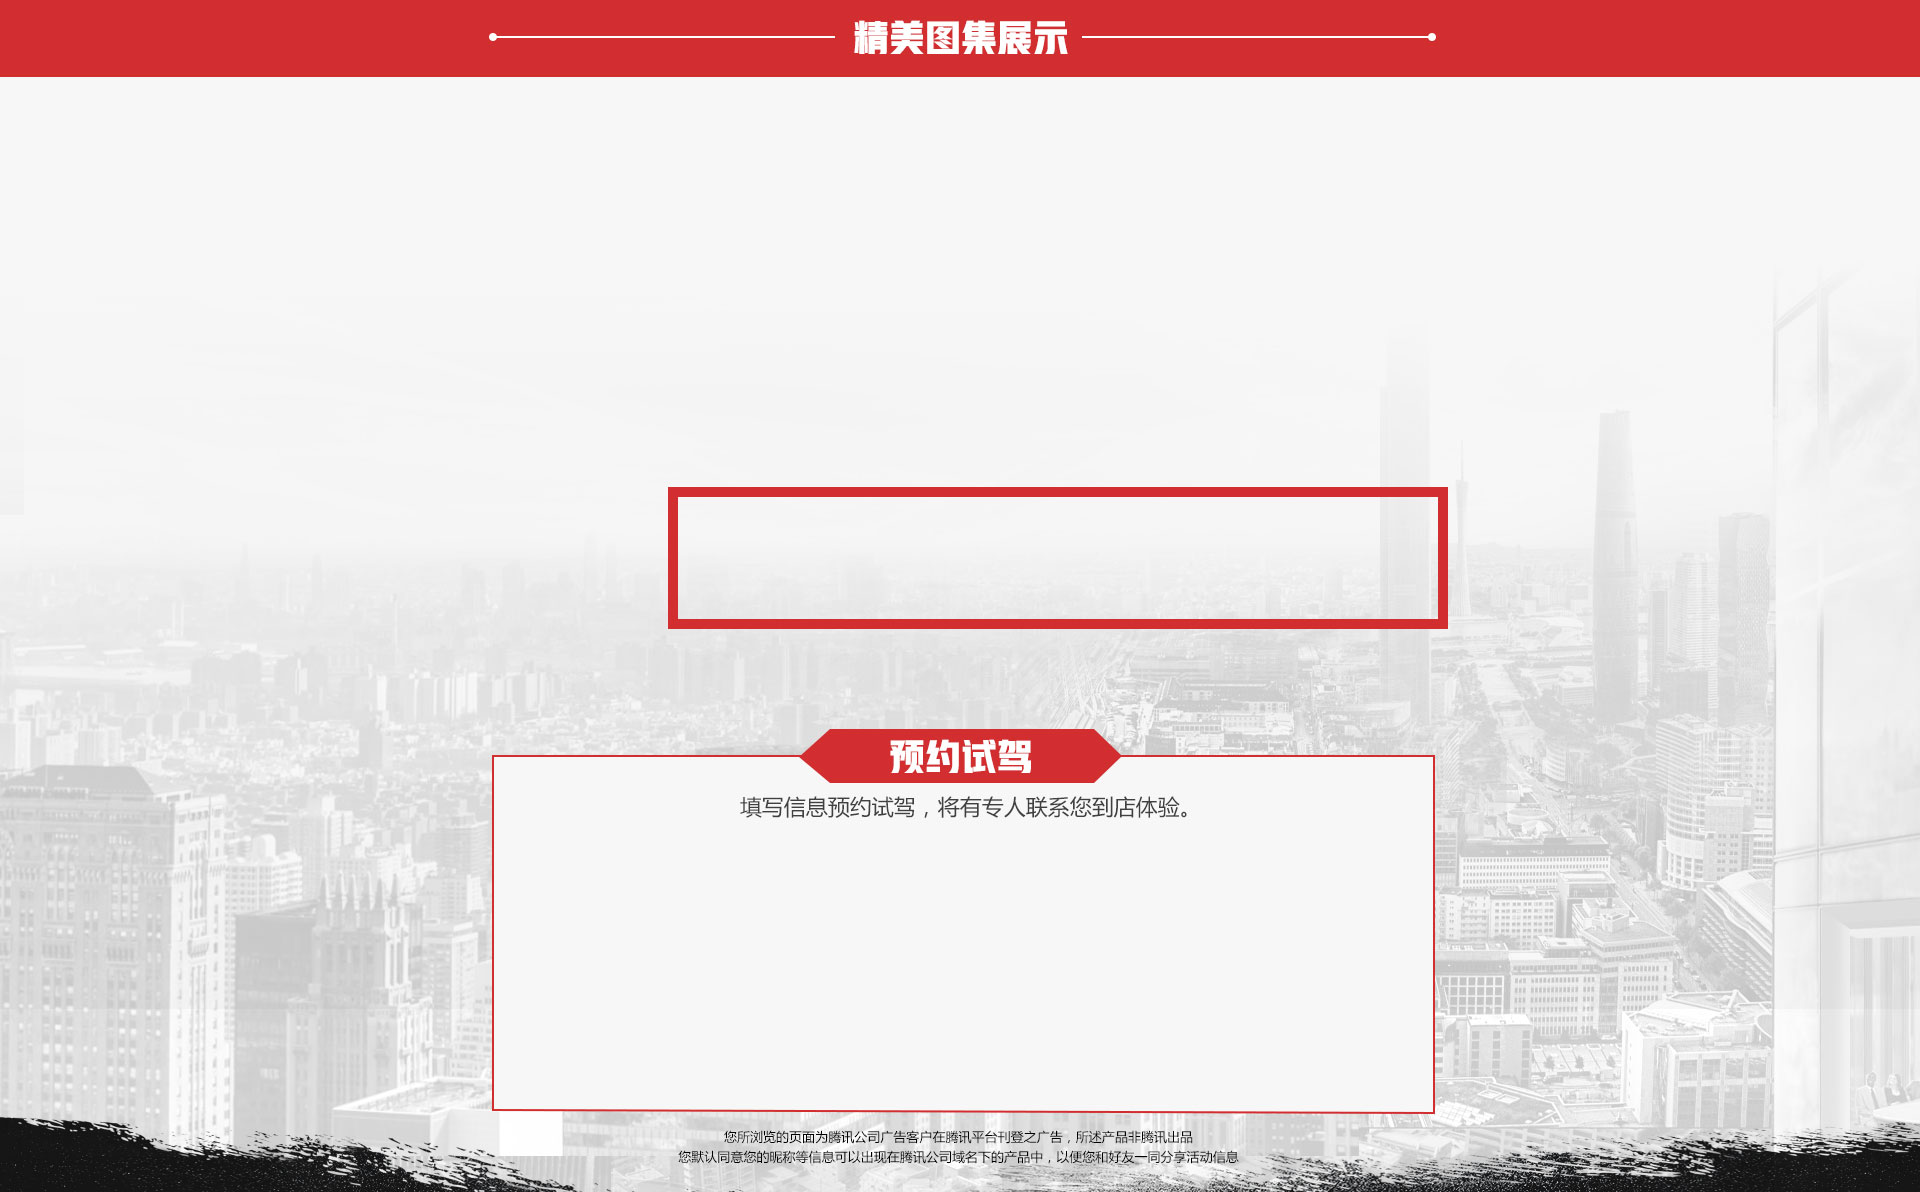 精美图集展示
预约试驾
填写信息预约试驾，将有专人联系您到店体验。
您所浏览的页面为腾讯公司广告客户在腾讯平台刊登之广告，所述产品非腾讯出品
您默认同意您的昵称等信息可以出现在腾讯公司域名下的产品中，以便您和好友一同分享活动信息